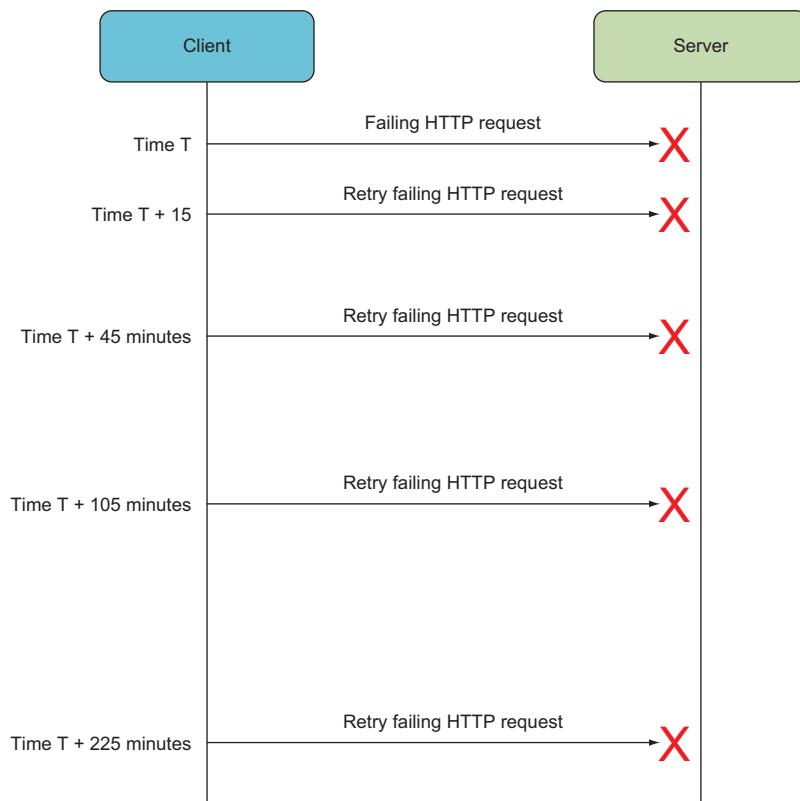 Client
Server
Failing HTTP request
Time T
Retry failing HTTP request
Time T + 15
Retry failing HTTP request
Time T + 45 minutes
Retry failing HTTP request
Time T + 105 minutes
Retry failing HTTP request
Time T + 225 minutes